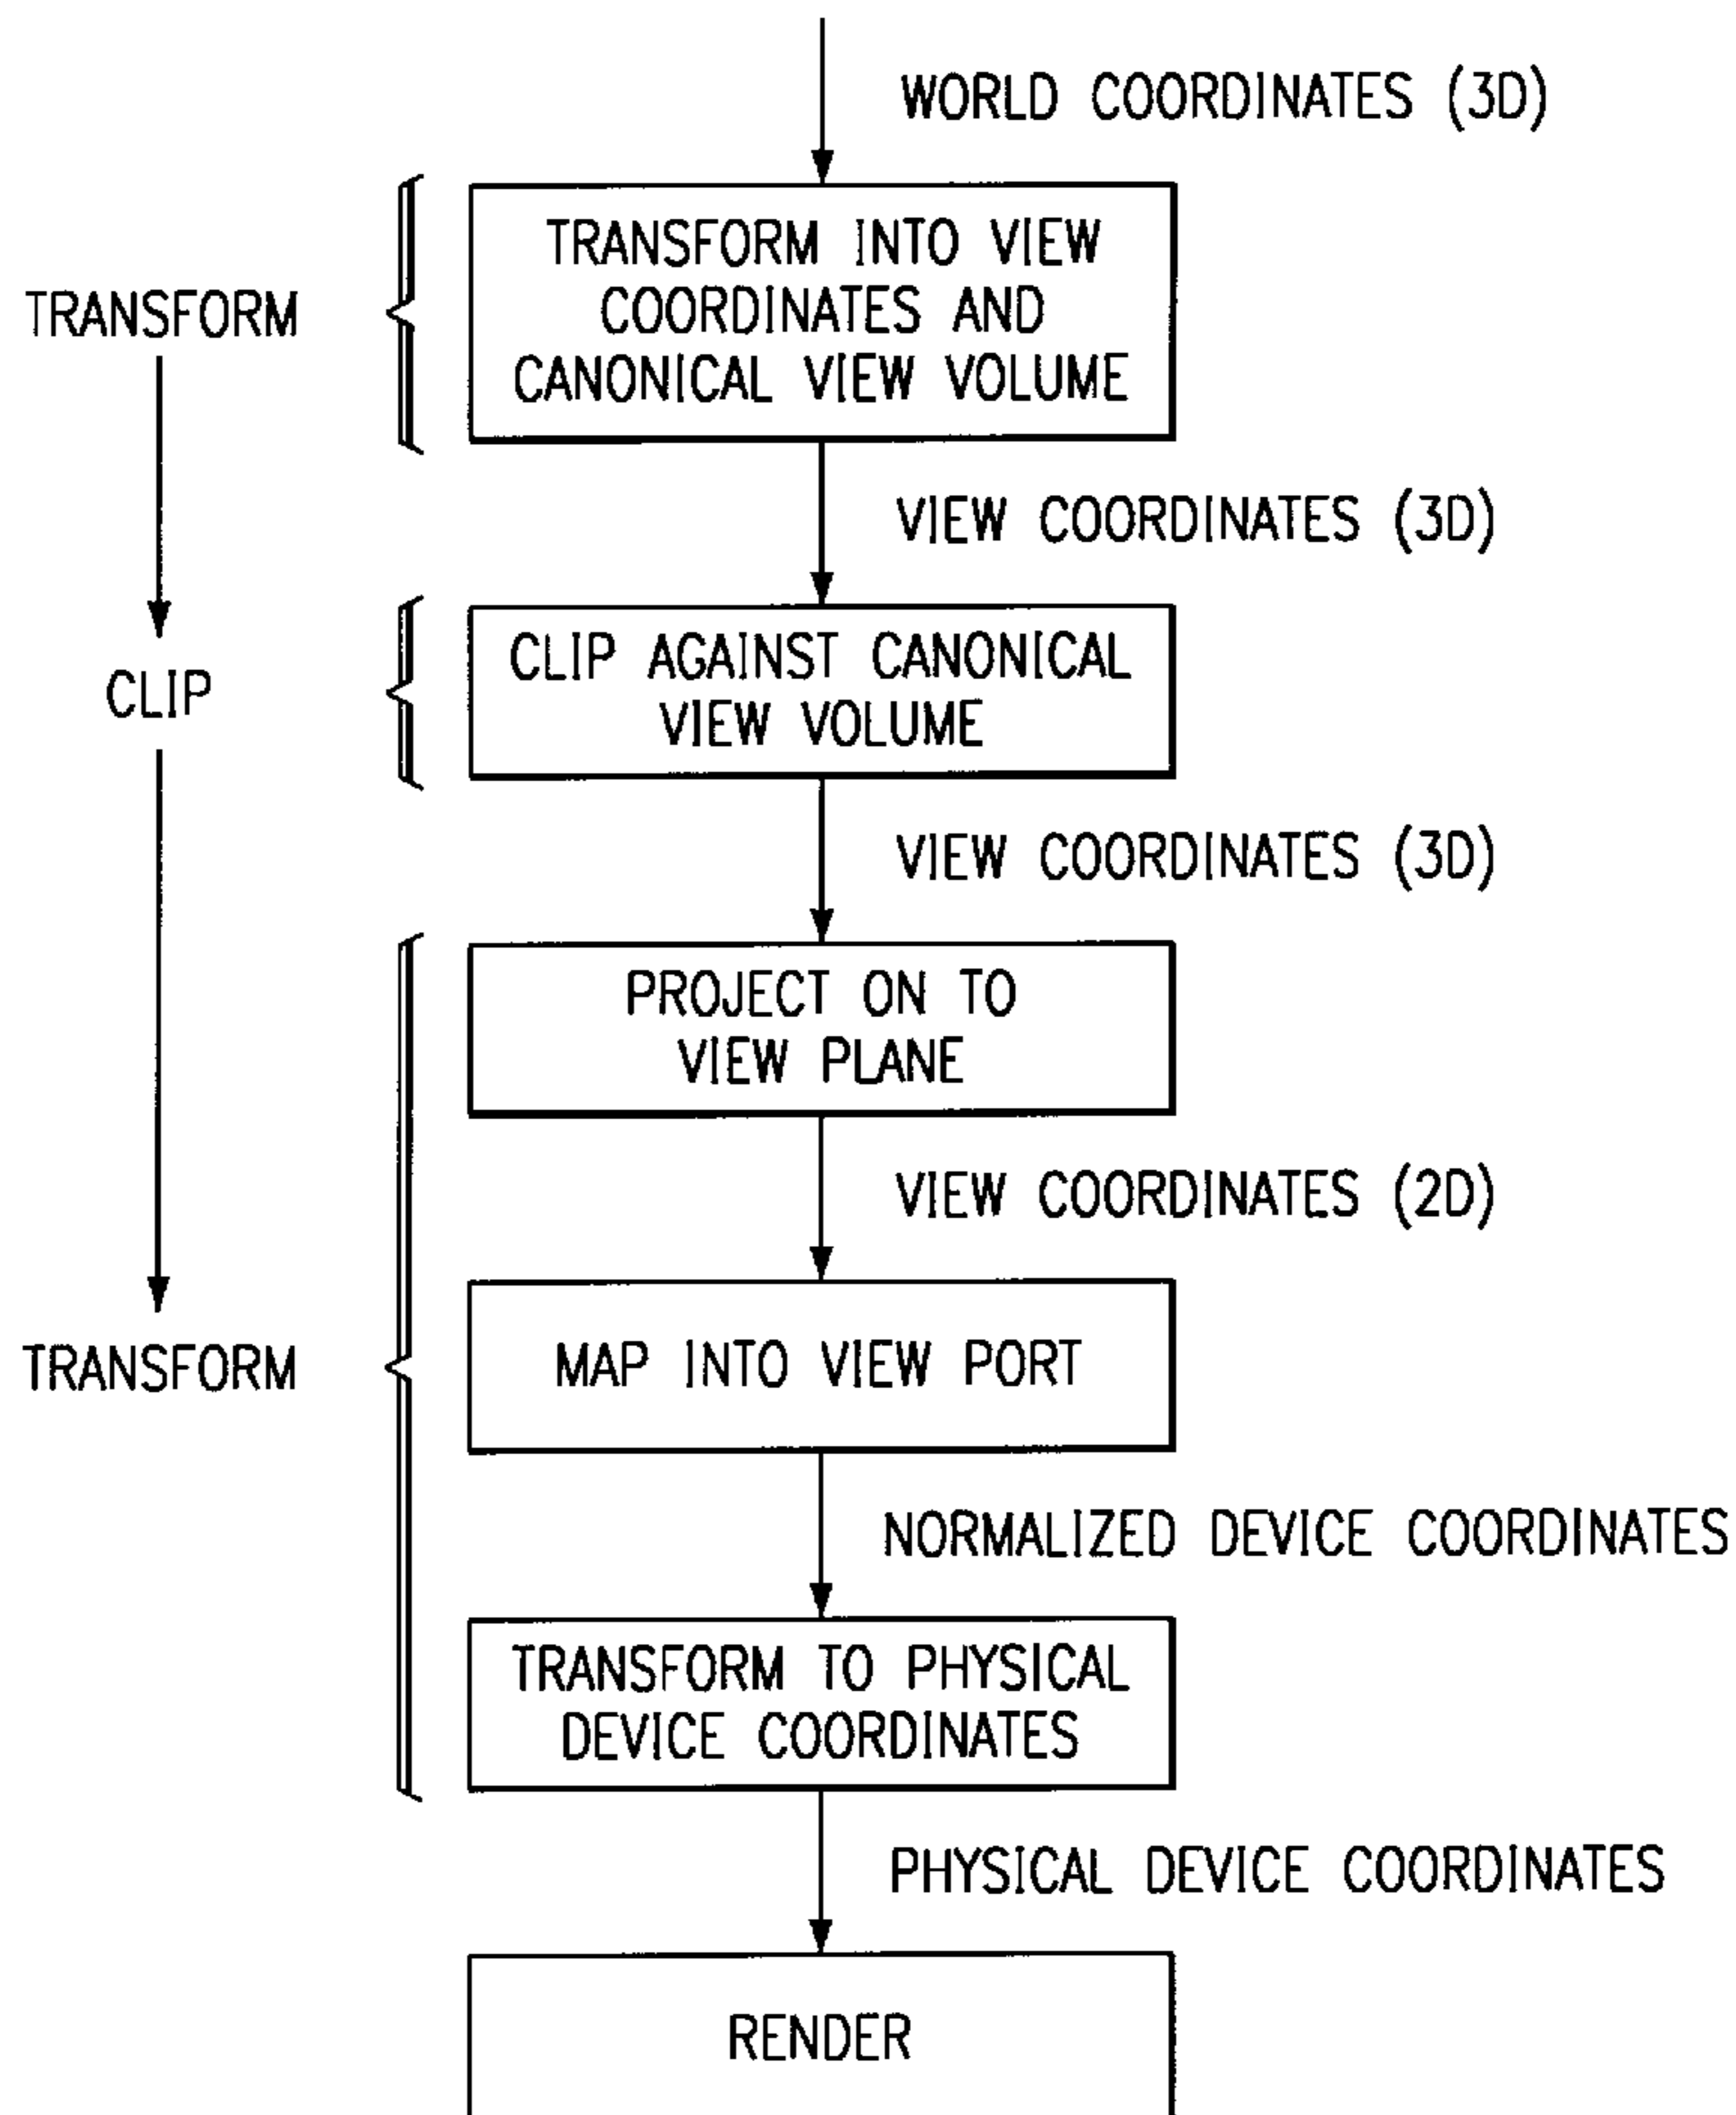 WORLD COORDINATES (3D)
TRANSFORM INTO VIEW
COORDINATES AND
CANONICAL VIEW VOLUME
TRANSFORM
VIEW COORDINATES (3D)
CLIP AGAINST CANONICAL
VIEW VOLUME
CLIP
VIEW COORDINATES (3D)
PROJECT ON TO
VIEW PLANE
VIEW COORDINATES (2D)
MAP INTO VIEW PORT
TRANSFORM
NORMALIZED DEVICE COORDINATES
TRANSFORM TO PHYSICAL
DEVICE COORDINATES
PHYSICAL DEVICE COORDINATES
RENDER